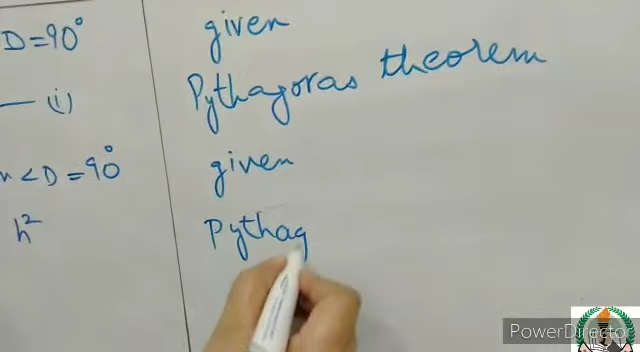 D=90° given
— (i) Pythagoras theorem
<D=90° given
h² Pythag
PowerDirector